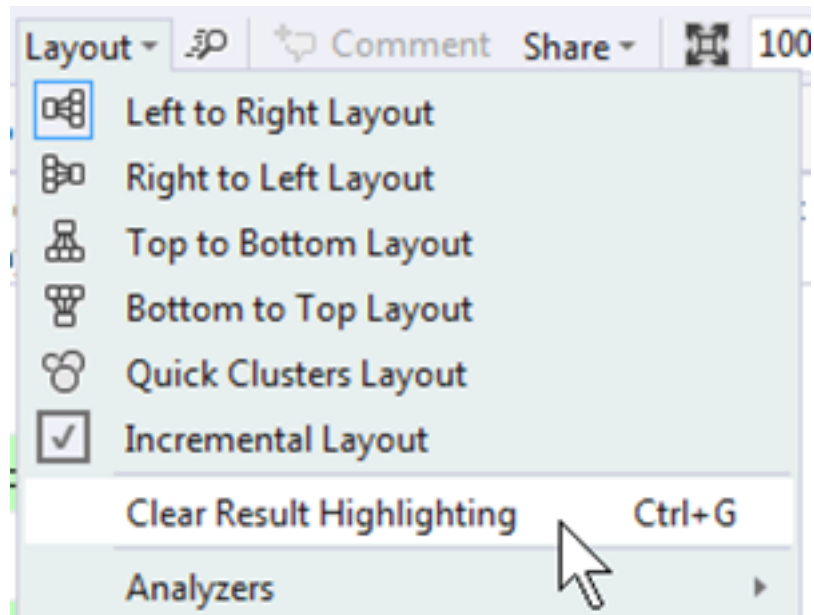 Layout Comment Share 100
Left to Right Layout
Right to Left Layout
Top to Bottom Layout
Bottom to Top Layout
Quick Clusters Layout
Incremental Layout
Clear Result Highlighting Ctrl+G
Analyzers